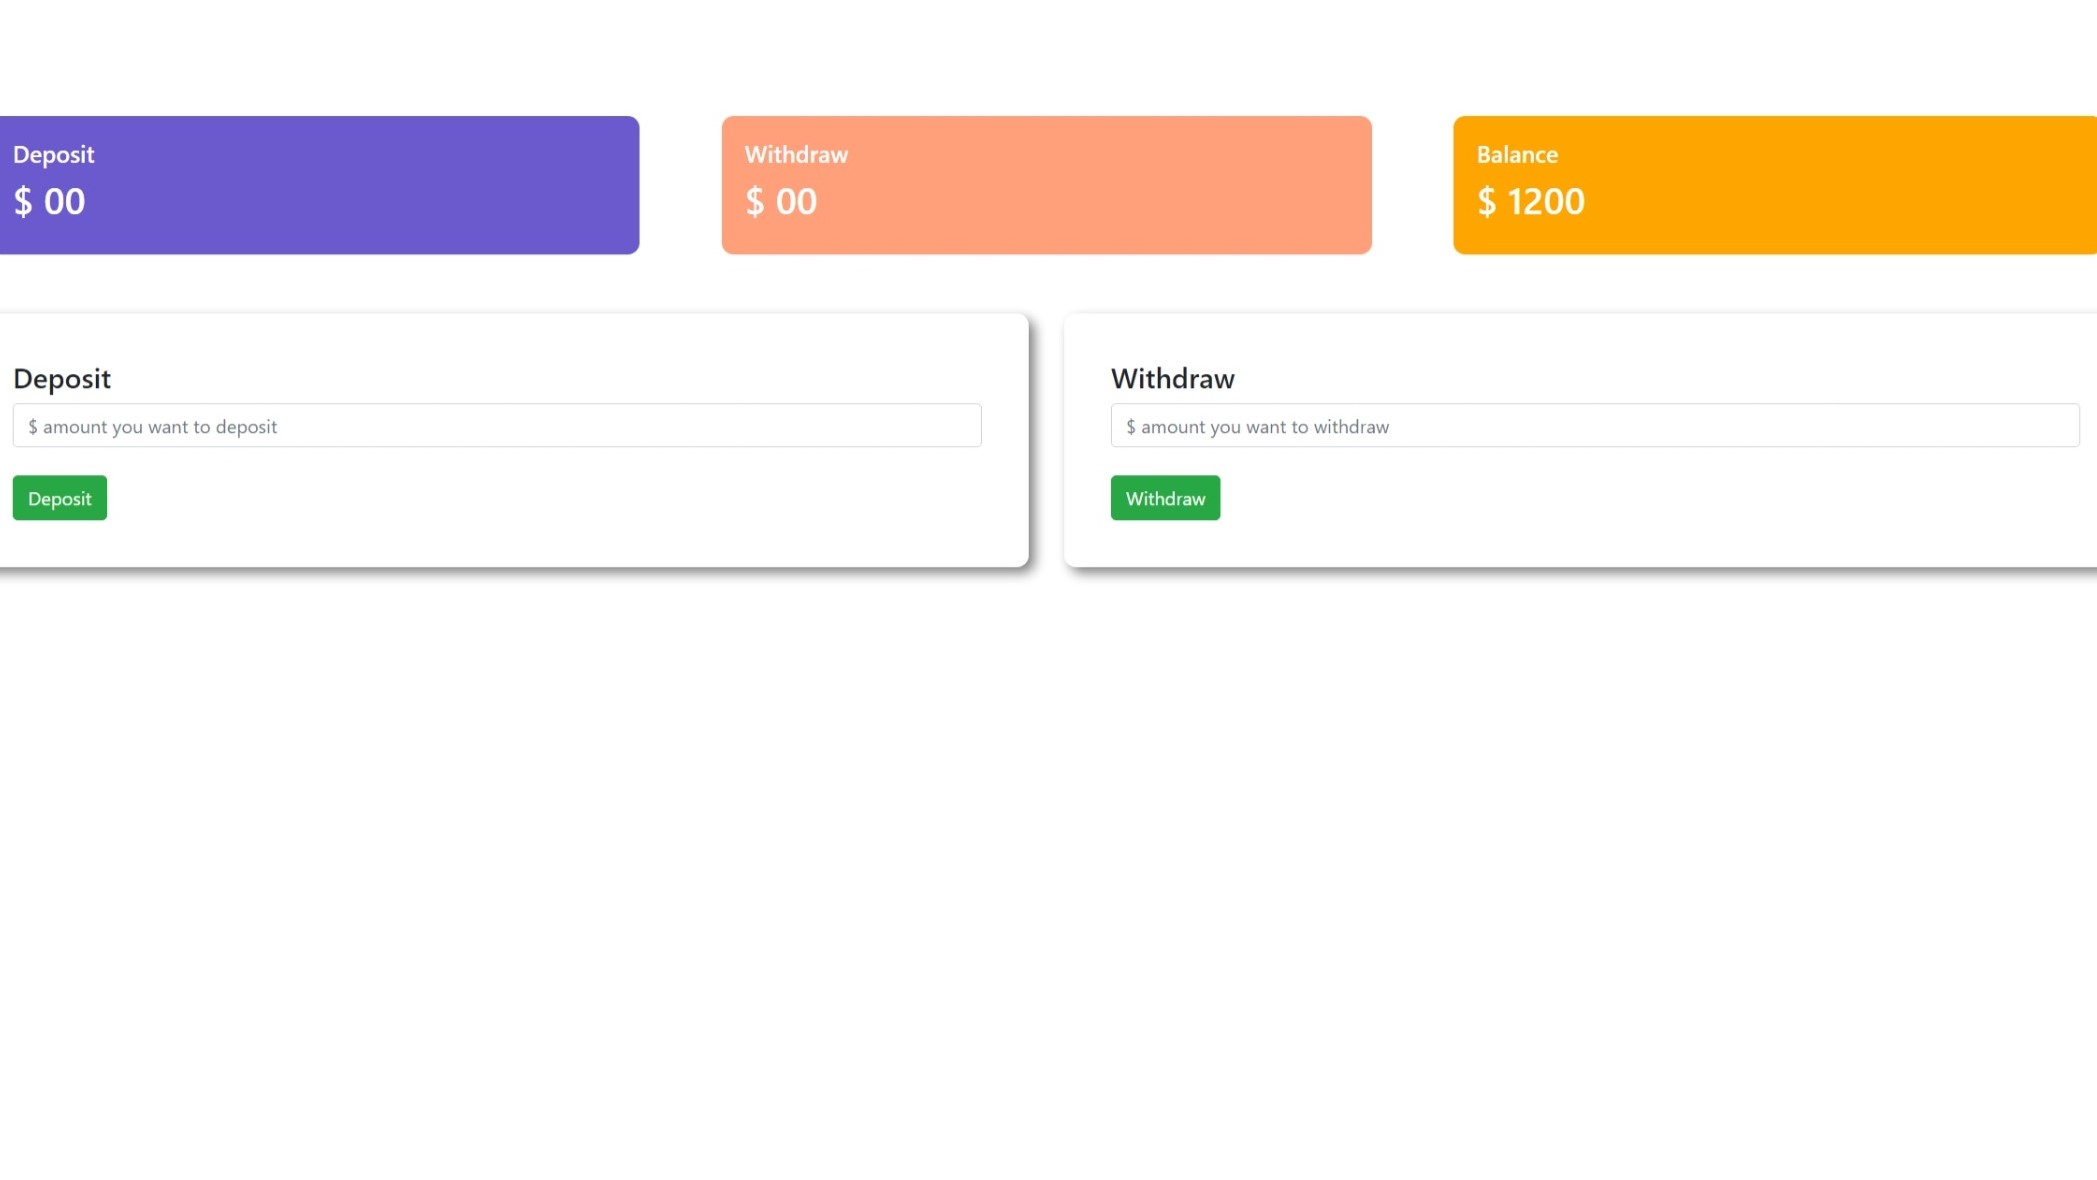 Deposit
$ 00
Withdraw
$ 00
Balance
$ 1200
Deposit
$ amount you want to deposit
Deposit
Withdraw
$ amount you want to withdraw
Withdraw